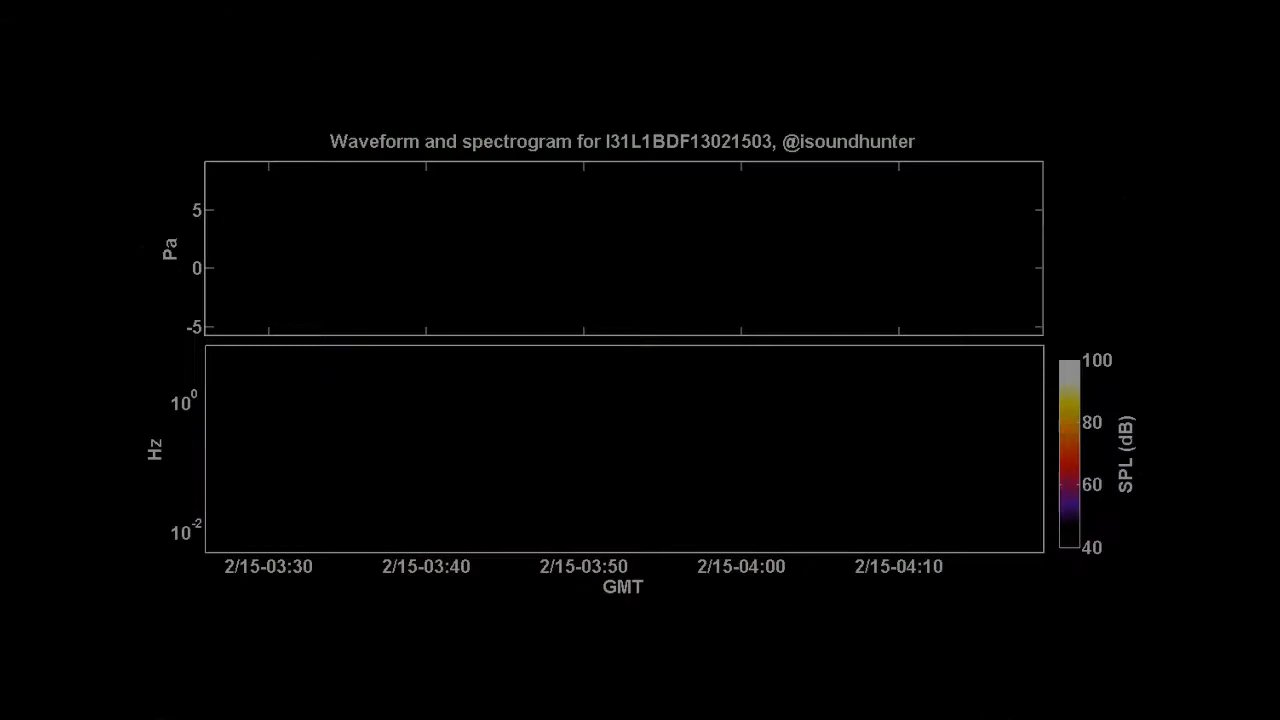 Waveform and spectrogram for I31L1BDF13021503, @isoundhunter
5
0
-5
Pa
10^0
10^-2
Hz
100
80
60
40
SPL (dB)
2/15-03:30 2/15-03:40 2/15-03:50 2/15-04:00 2/15-04:10
GMT